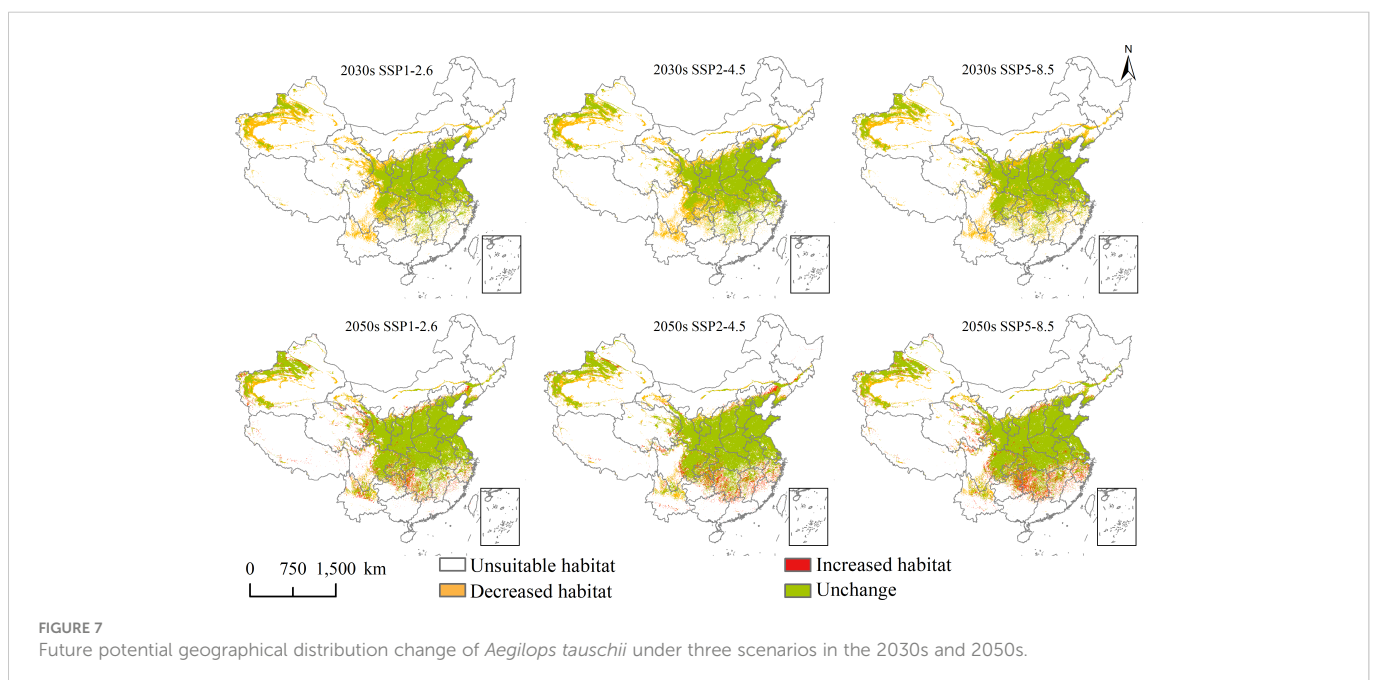 2030s SSP1-2.6
2030s SSP2-4.5
2030s SSP5-8.5
N
2050s SSP1-2.6
2050s SSP2-4.5
2050s SSP5-8.5
0 750 1,500 km
Unsuitable habitat
Increased habitat
Decreased habitat
Unchange
FIGURE 7
Future potential geographical distribution change of Aegilops tauschii under three scenarios in the 2030s and 2050s.